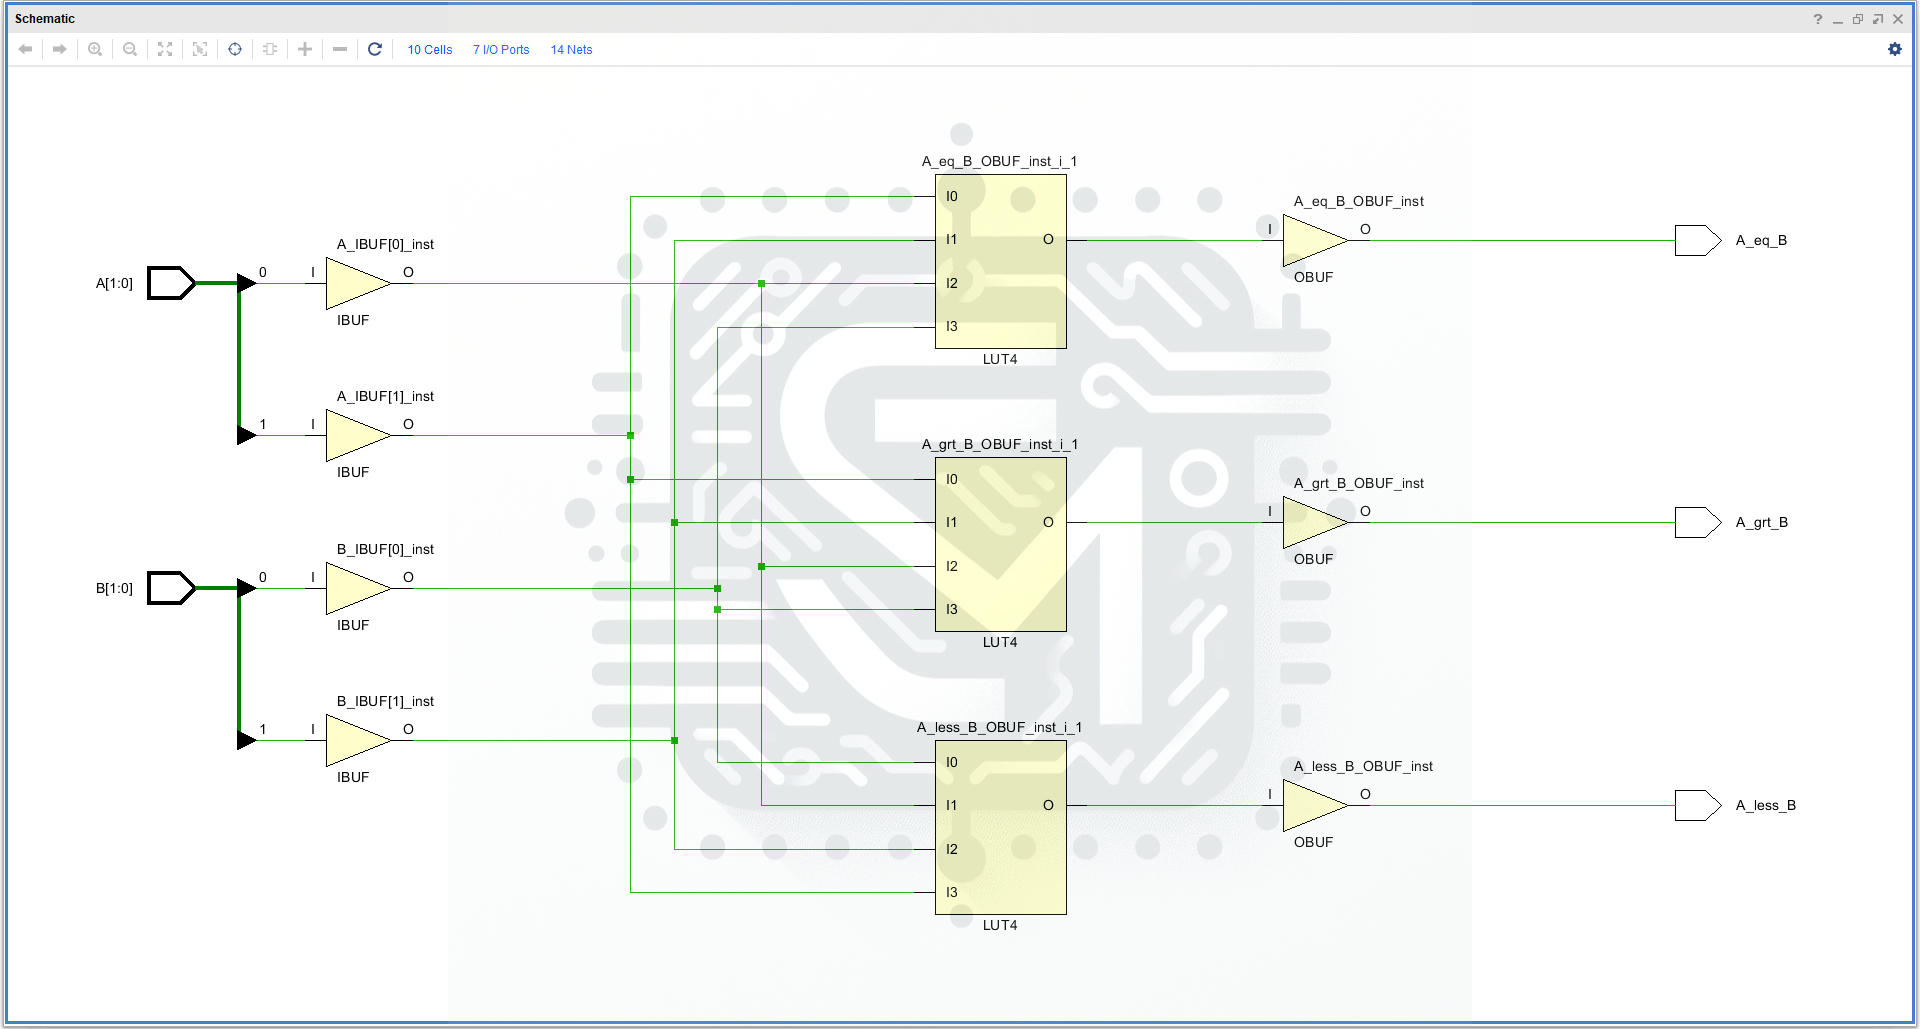 Schematic
?
10 Cells 7 I/O Ports 14 Nets
A_eq_B_OBUF_inst_i_1
I0
I1
I2
I3
O
LUT4
A_eq_B_OBUF_inst
I O
OBUF
A_eq_B
A_IBUF[0]_inst
A[1:0] 0 I O
IBUF
A_IBUF[1]_inst
1 I O
IBUF
A_grt_B_OBUF_inst_i_1
I0
I1
I2
I3
O
LUT4
A_grt_B_OBUF_inst
I O
OBUF
A_grt_B
B_IBUF[0]_inst
B[1:0] 0 I O
IBUF
B_IBUF[1]_inst
1 I O
IBUF
A_less_B_OBUF_inst_i_1
I0
I1
I2
I3
O
LUT4
A_less_B_OBUF_inst
I O
OBUF
A_less_B